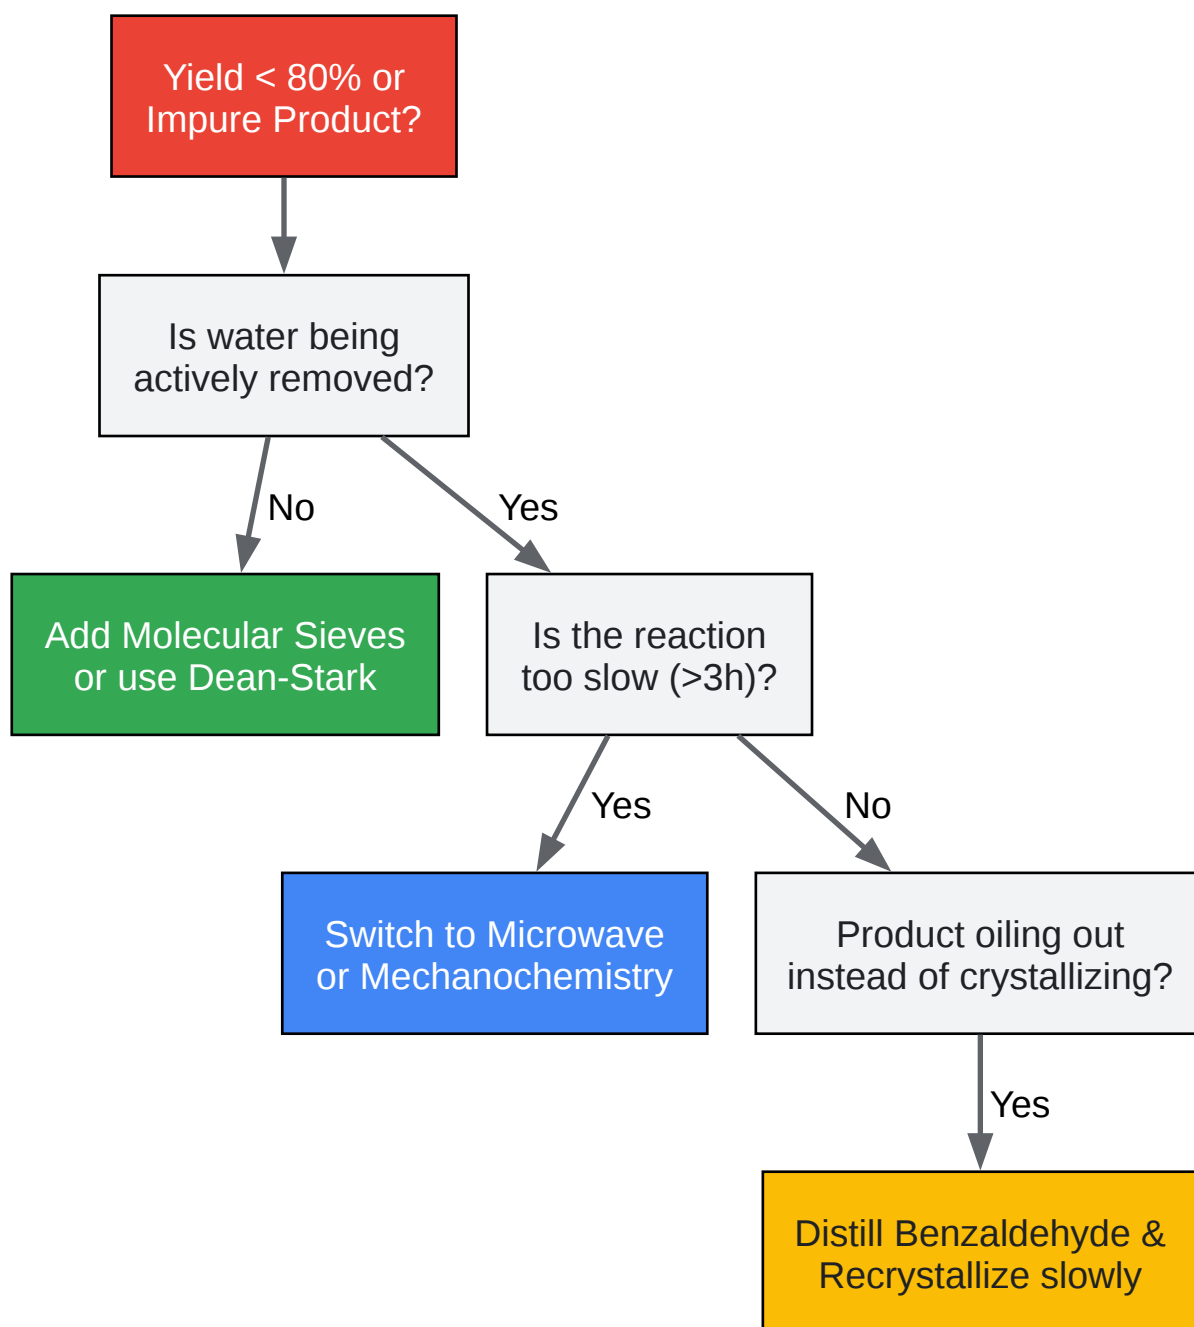 Yield < 80% or
Impure Product?
Is water being
actively removed?
No
Yes
Add Molecular Sieves
or use Dean-Stark
Is the reaction
too slow (>3h)?
Yes
No
Switch to Microwave
or Mechanochemistry
Product oiling out
instead of crystallizing?
Yes
Distill Benzaldehyde &
Recrystallize slowly